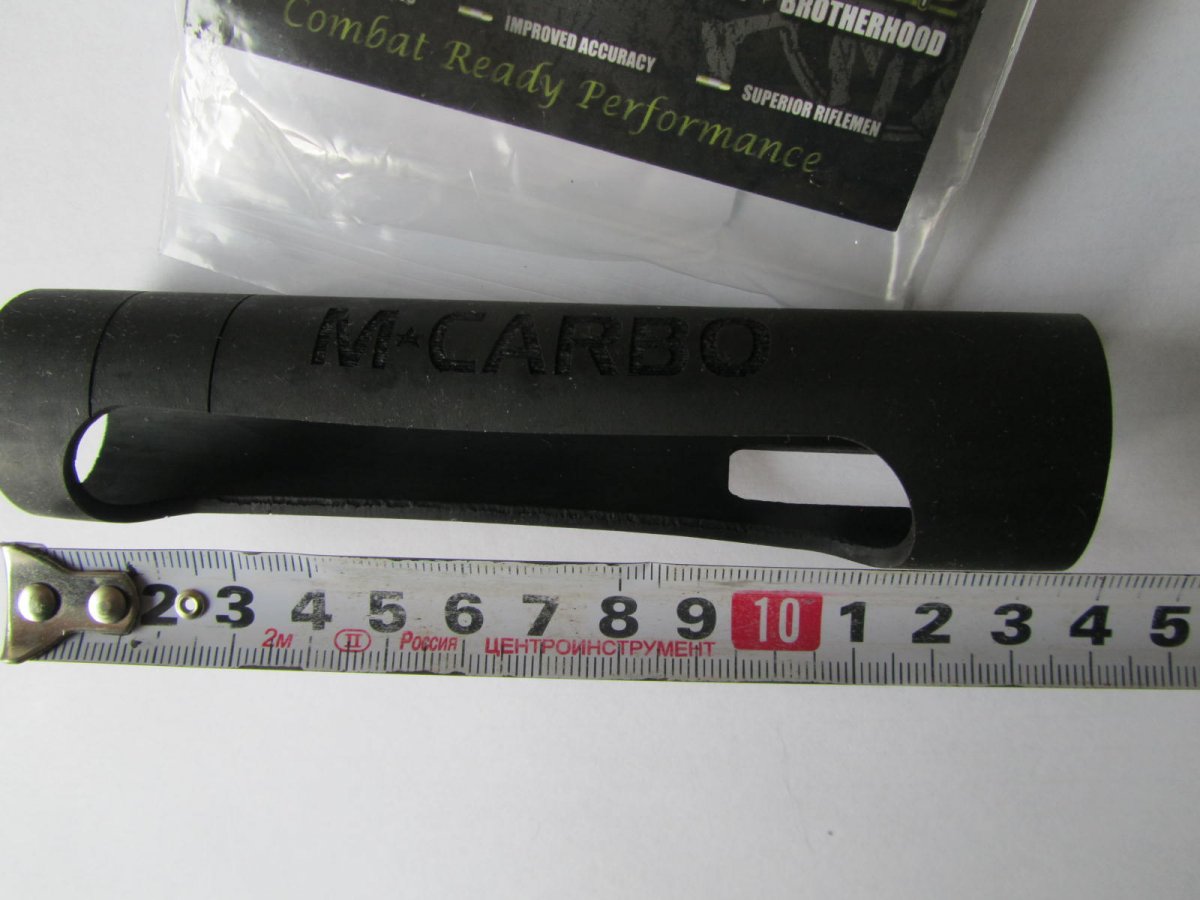 BROTHERHOOD
IMPROVED ACCURACY
SUPERIOR RIFLEMEN
Combat Ready Performance
M★CARBO
2 3 4 5 6 7 8 9 10 1 2 3 4 5
2м II Россия ЦЕНТРОИНСТРУМЕНТ